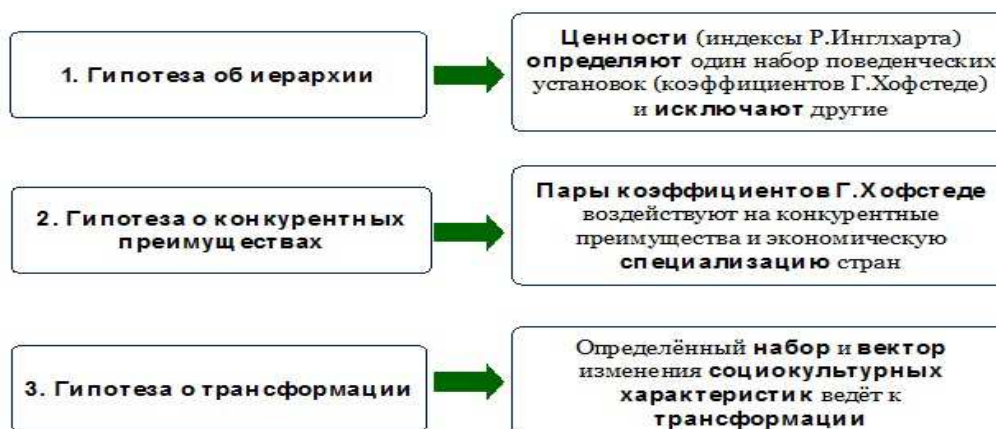 1. Гипотеза об иерархии
Ценности (индексы Р.Инглхарта)
определяют один набор поведенческих
установок (коэффициентов Г.Хофстеде)
и исключают другие
2. Гипотеза о конкурентных
преимуществах
Пары коэффициентов Г.Хофстеде
воздействуют на конкурентные
преимущества и экономическую
специализацию стран
3. Гипотеза о трансформации
Определённый набор и вектор
изменения социокультурных
характеристик ведёт к
трансформации